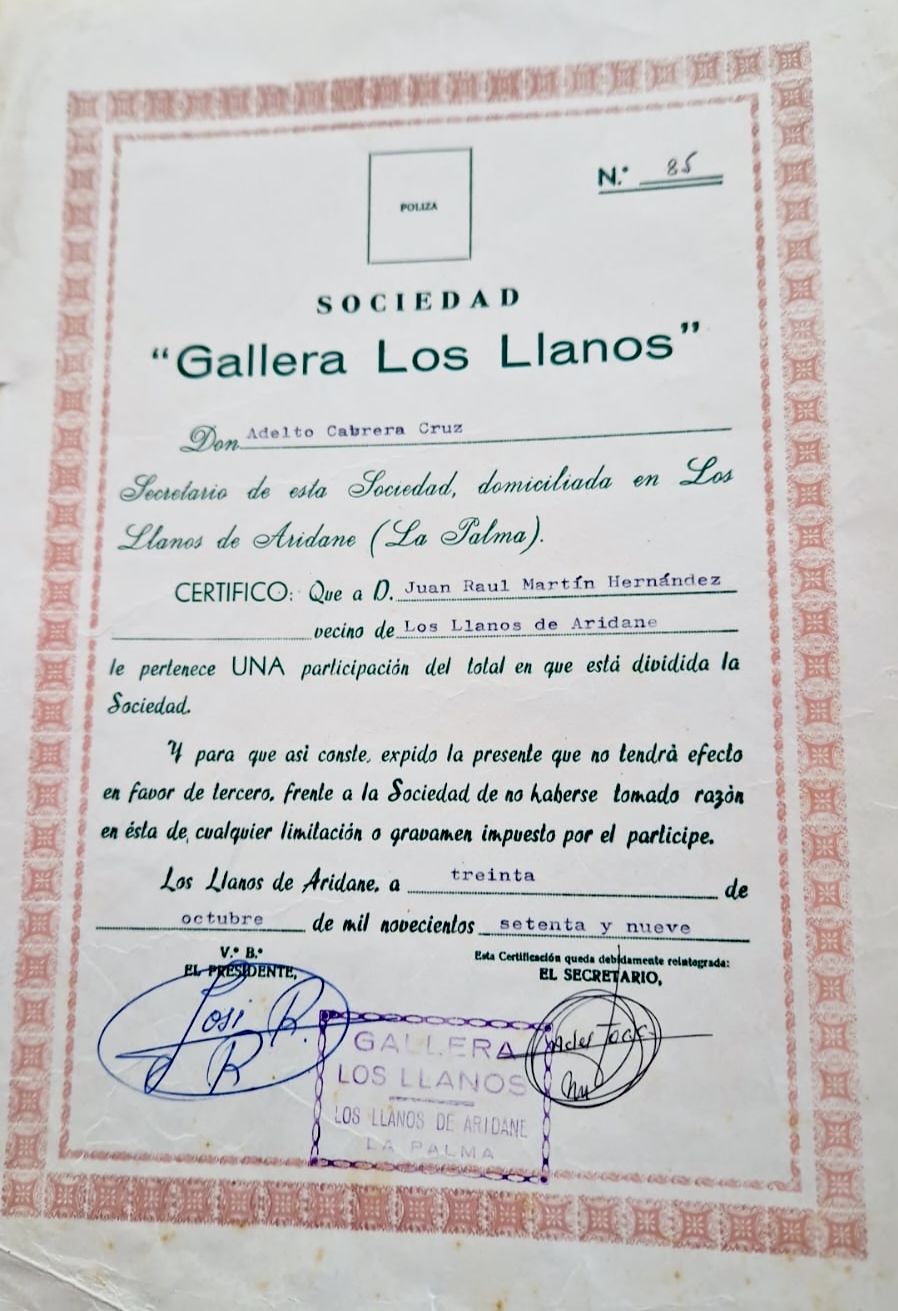 N.º 85
POLIZA
SOCIEDAD
“Gallera Los Llanos”
Don Adelto Cabrera Cruz
Secretario de esta Sociedad, domiciliada en Los
Llanos de Aridane (La Palma).
CERTIFICO: Que a D. Juan Raul Martín Hernández
vecino de Los Llanos de Aridane
le pertenece UNA participación del total en que está dividida la
Sociedad.
Y para que asi conste, expido la presente que no tendrà efecto
en favor de tercero, frente a la Sociedad de no haberse tomado razòn
en ésta de cualquier limitación o gravamen impuesto por el participe.
Los Llanos de Aridane, a treinta de
octubre de mil novecientos setenta y nueve
V.º B.º
EL PRESIDENTE,
Esta Certificación queda debidamente reintegrada:
EL SECRETARIO,
GALLERA
LOS LLANOS
LOS LLANOS DE ARIDANE
LA PALMA